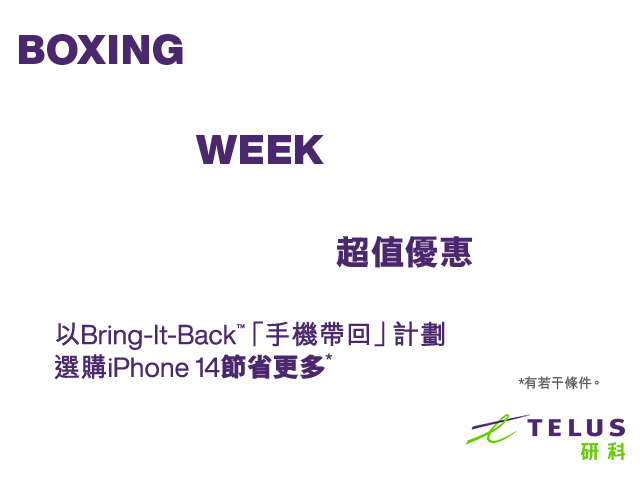 BOXING
WEEK
超值優惠
以Bring-It-Back™「手機帶回」計劃
選購iPhone 14節省更多*
*有若干條件。
TELUS
研科